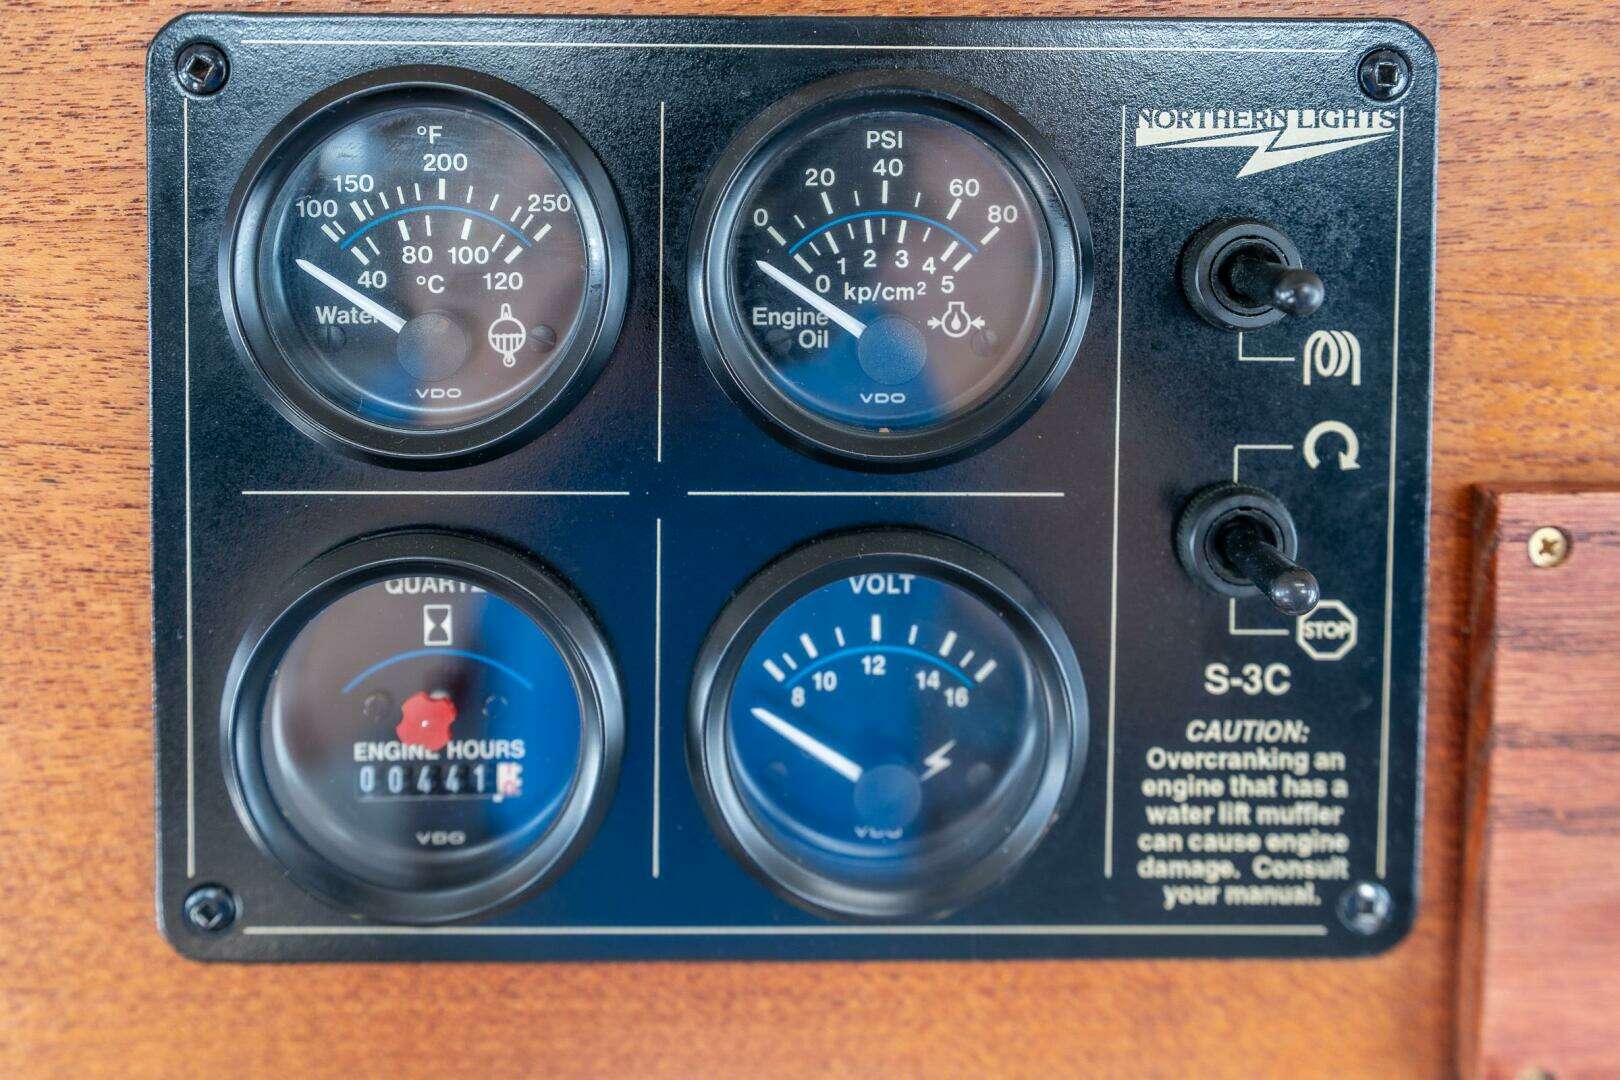 °F
200
150
100
250
80
100
40
°C
120
Water
VDO
PSI
40
20
60
0
80
0
1
2
3
4
5
kp/cm²
Engine
Oil
VDO
NORTHERN LIGHTS
QUARTZ
ENGINE HOURS
00441
VDO
VOLT
8
10
12
14
16
VDO
STOP
S-3C
CAUTION:
Overcranking an
engine that has a
water lift muffler
can cause engine
damage. Consult
your manual.